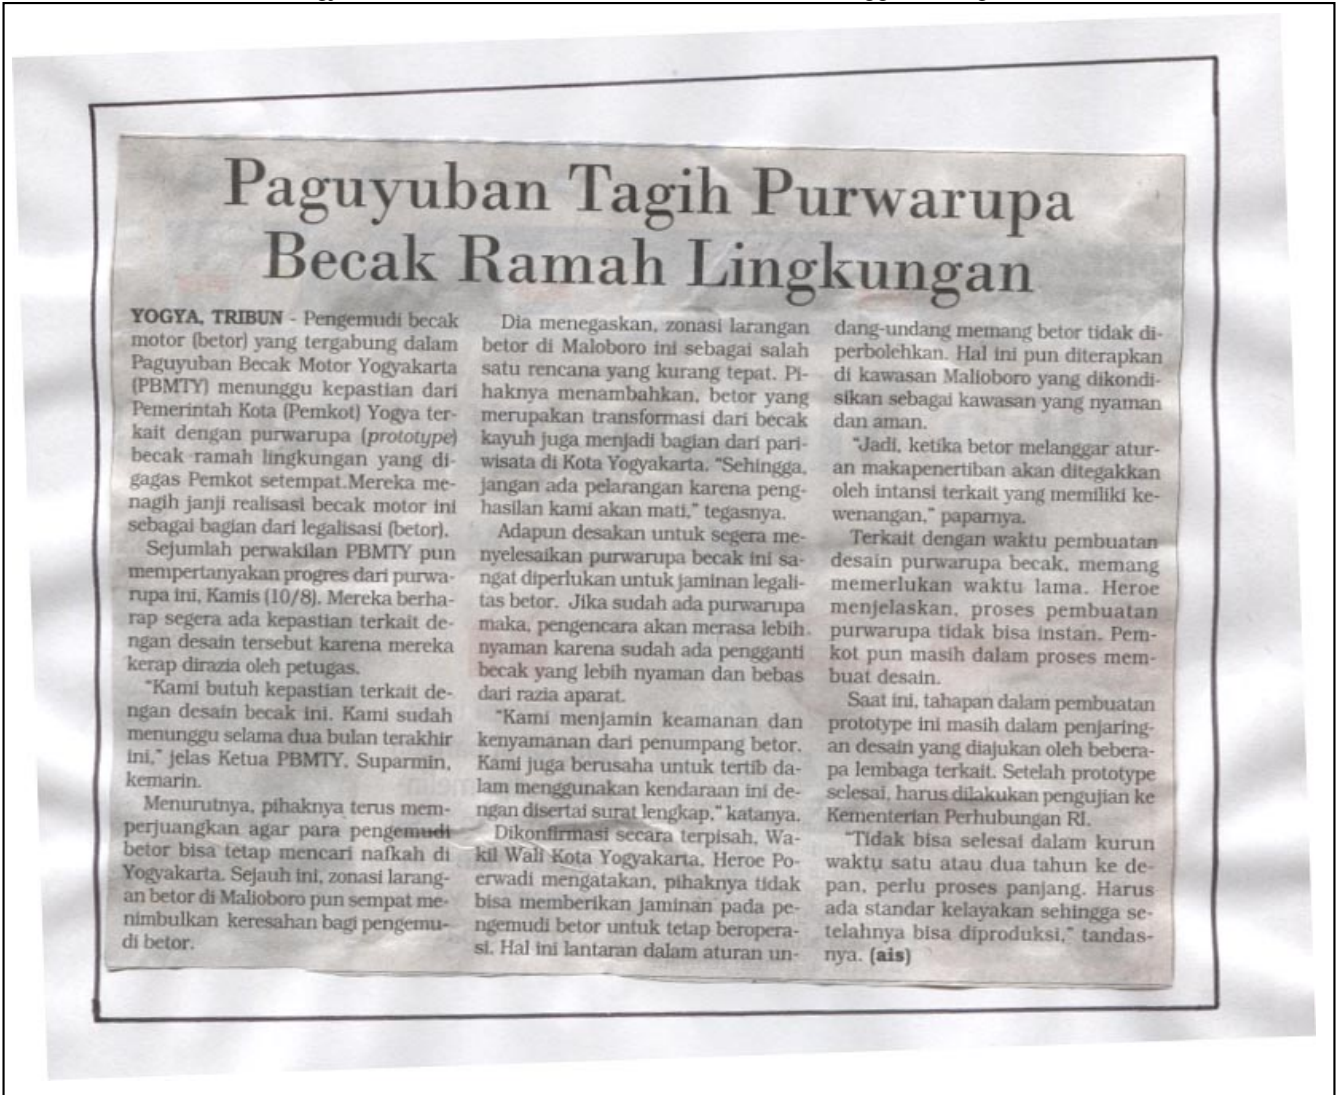 Paguyuban Tagih Purwarupa
Becak Ramah Lingkungan
YOGYA, TRIBUN - Pengemudi becak
motor (betor) yang tergabung dalam
Paguyuban Becak Motor Yogyakarta
(PBMTY) menunggu kepastian dari
Pemerintah Kota (Pemkot) Yogya ter-
kait dengan purwarupa (prototype)
becak ramah lingkungan yang di-
gagas Pemkot setempat.Mereka me-
nagih janji realisasi becak motor ini
sebagai bagian dari legalisasi (betor).
Sejumlah perwakilan PBMTY pun
mempertanyakan progres dari purwa-
rupa ini, Kamis (10/8). Mereka berha-
rap segera ada kepastian terkait de-
ngan desain tersebut karena mereka
kerap dirazia oleh petugas.
"Kami butuh kepastian terkait de-
ngan desain becak ini. Kami sudah
menunggu selama dua bulan terakhir
ini," jelas Ketua PBMTY, Suparmin,
kemarin.
Menurutnya, pihaknya terus mem-
perjuangkan agar para pengemudi
betor bisa tetap mencari nafkah di
Yogyakarta. Sejauh ini, zonasi larang-
an betor di Malioboro pun sempat me-
nimbulkan keresahan bagi pengemu-
di betor.
Dia menegaskan, zonasi larangan
betor di Maloboro ini sebagai salah
satu rencana yang kurang tepat. Pi-
haknya menambahkan, betor yang
merupakan transformasi dari becak
kayuh juga menjadi bagian dari pari-
wisata di Kota Yogyakarta. "Sehingga,
jangan ada pelarangan karena peng-
hasilan kami akan mati," tegasnya.
Adapun desakan untuk segera me-
nyelesaikan purwarupa becak ini sa-
ngat diperlukan untuk jaminan legali-
tas betor. Jika sudah ada purwarupa
maka, pengencara akan merasa lebih
nyaman karena sudah ada pengganti
becak yang lebih nyaman dan bebas
dari razia aparat.
"Kami menjamin keamanan dan
kenyamanan dari penumpang betor.
Kami juga berusaha untuk tertib da-
lam menggunakan kendaraan ini de-
ngan disertai surat lengkap," katanya.
Dikonfirmasi secara terpisah, Wa-
kil Wali Kota Yogyakarta, Heroe Po-
erwadi mengatakan, pihaknya tidak
bisa memberikan jaminan pada pe-
ngemudi betor untuk tetap beropera-
si. Hal ini lantaran dalam aturan un-
dang-undang memang betor tidak di-
perbolehkan. Hal ini pun diterapkan
di kawasan Malioboro yang dikondi-
sikan sebagai kawasan yang nyaman
dan aman.
"Jadi, ketika betor melanggar atur-
an makapenertiban akan ditegakkan
oleh intansi terkait yang memiliki ke-
wenangan," paparnya.
Terkait dengan waktu pembuatan
desain purwarupa becak, memang
memerlukan waktu lama. Heroe
menjelaskan, proses pembuatan
purwarupa tidak bisa instan. Pem-
kot pun masih dalam proses mem-
buat desain.
Saat ini, tahapan dalam pembuatan
prototype ini masih dalam penjaring-
an desain yang diajukan oleh bebera-
pa lembaga terkait. Setelah prototype
selesai, harus dilakukan pengujian ke
Kementerian Perhubungan RI.
"Tidak bisa selesai dalam kurun
waktu satu atau dua tahun ke de-
pan, perlu proses panjang. Harus
ada standar kelayakan sehingga se-
telahnya bisa diproduksi," tandas-
nya. (ais)